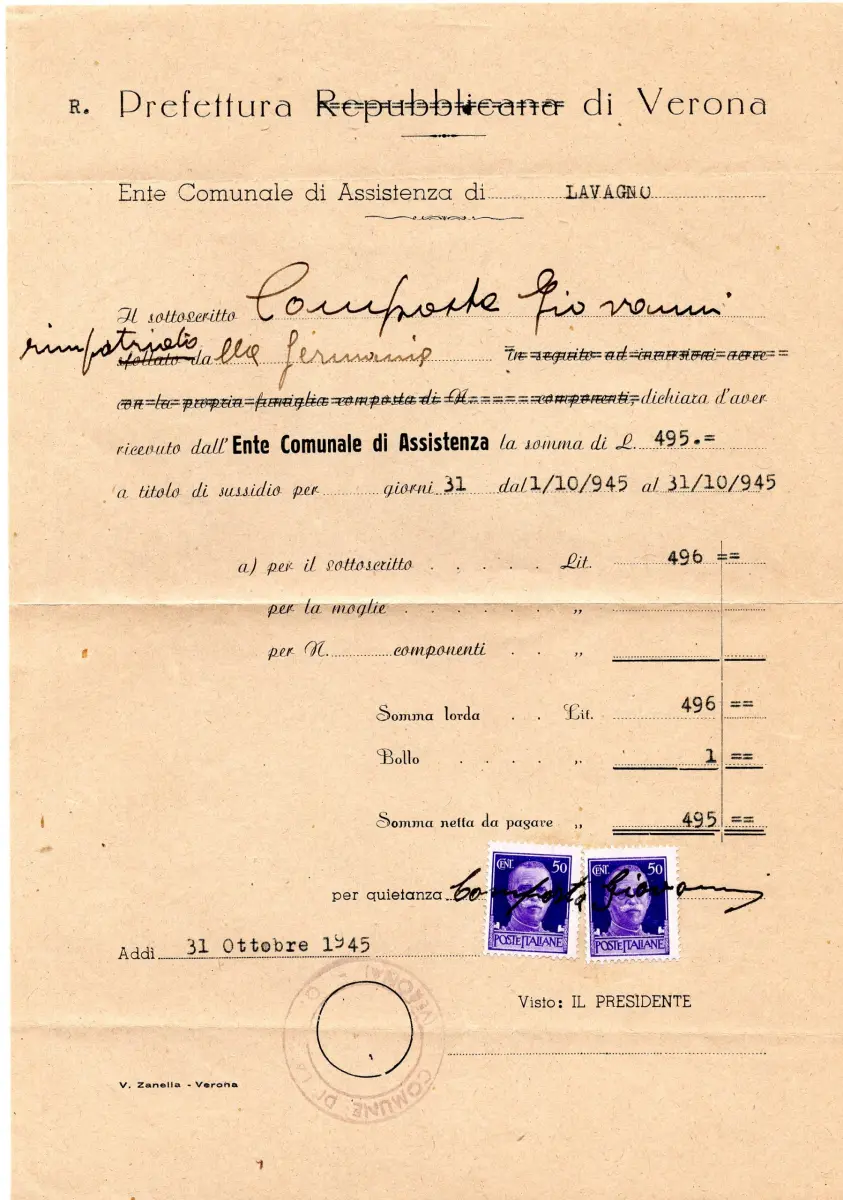 R. Prefettura Repubblicana di Verona
Ente Comunale di Assistenza di LAVAGNO
Il sottoscritto Composta Giovanni
rimpatriato sfollato dalla Germania in seguito ad incursioni aeree
con la propria famiglia composta di N. componenti, dichiara d'aver
ricevuto dall' Ente Comunale di Assistenza la somma di L. 495.=
a titolo di sussidio per giorni 31 dal 1/10/945 al 31/10/945
a) per il sottoscritto . . . . . Lit. 496 ==
per la moglie . . . . . . „
per N. componenti . . „
Somma lorda . . Lit. 496 ==
Bollo . . . . „ 1 ==
Somma netta da pagare „ 495 ==
CENT. 50 CENT. 50
per quietanza Composta Giovanni
POSTE ITALIANE POSTE ITALIANE
Addì 31 Ottobre 1945
Visto: IL PRESIDENTE
COMUNE DI (VERONA)
V. Zanella - Verona